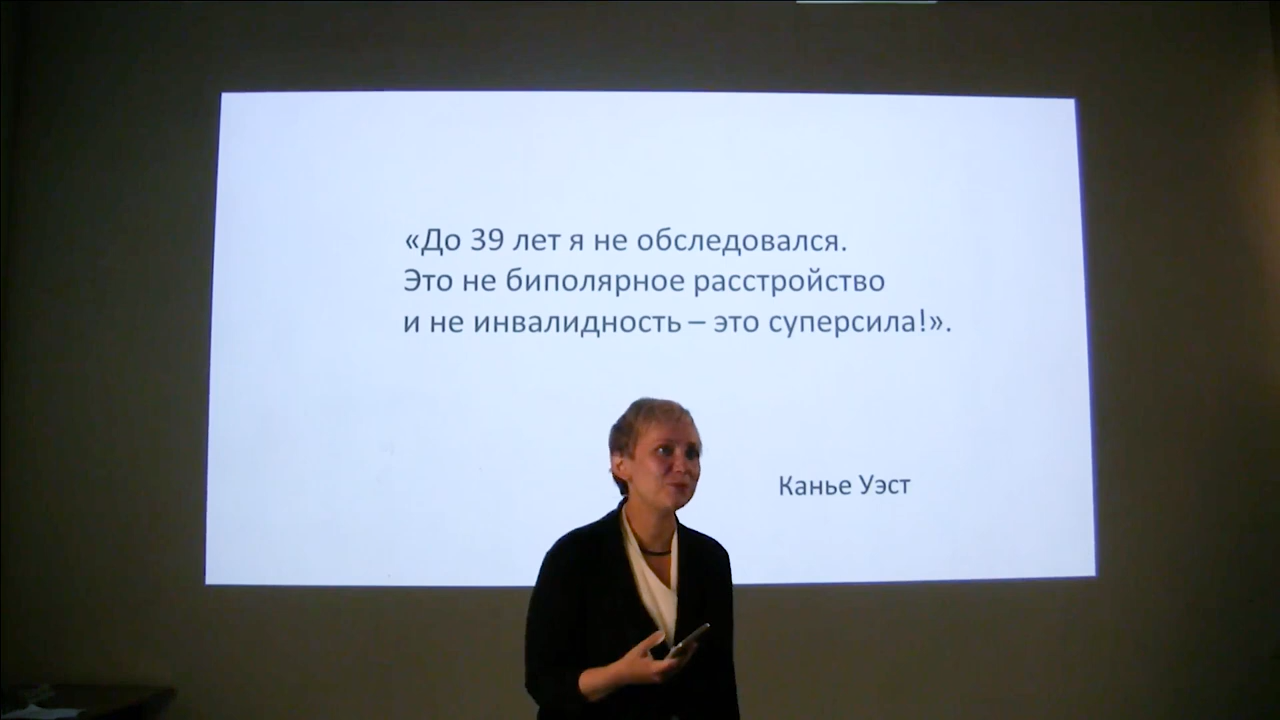 «До 39 лет я не обследовался.
Это не биполярное расстройство
и не инвалидность – это суперсила!».
Канье Уэст